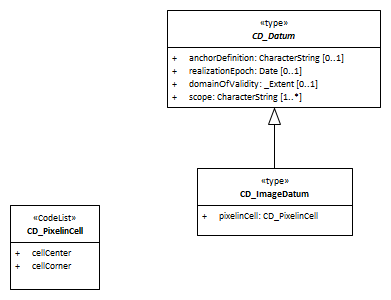 «type»
CD_Datum
+ anchorDefinition: CharacterString [0..1]
+ realizationEpoch: Date [0..1]
+ domainOfValidity: _Extent [0..1]
+ scope: CharacterString [1..*]
«type»
CD_ImageDatum
+ pixelinCell: CD_PixelinCell
«CodeList»
CD_PixelinCell
+ cellCenter
+ cellCorner